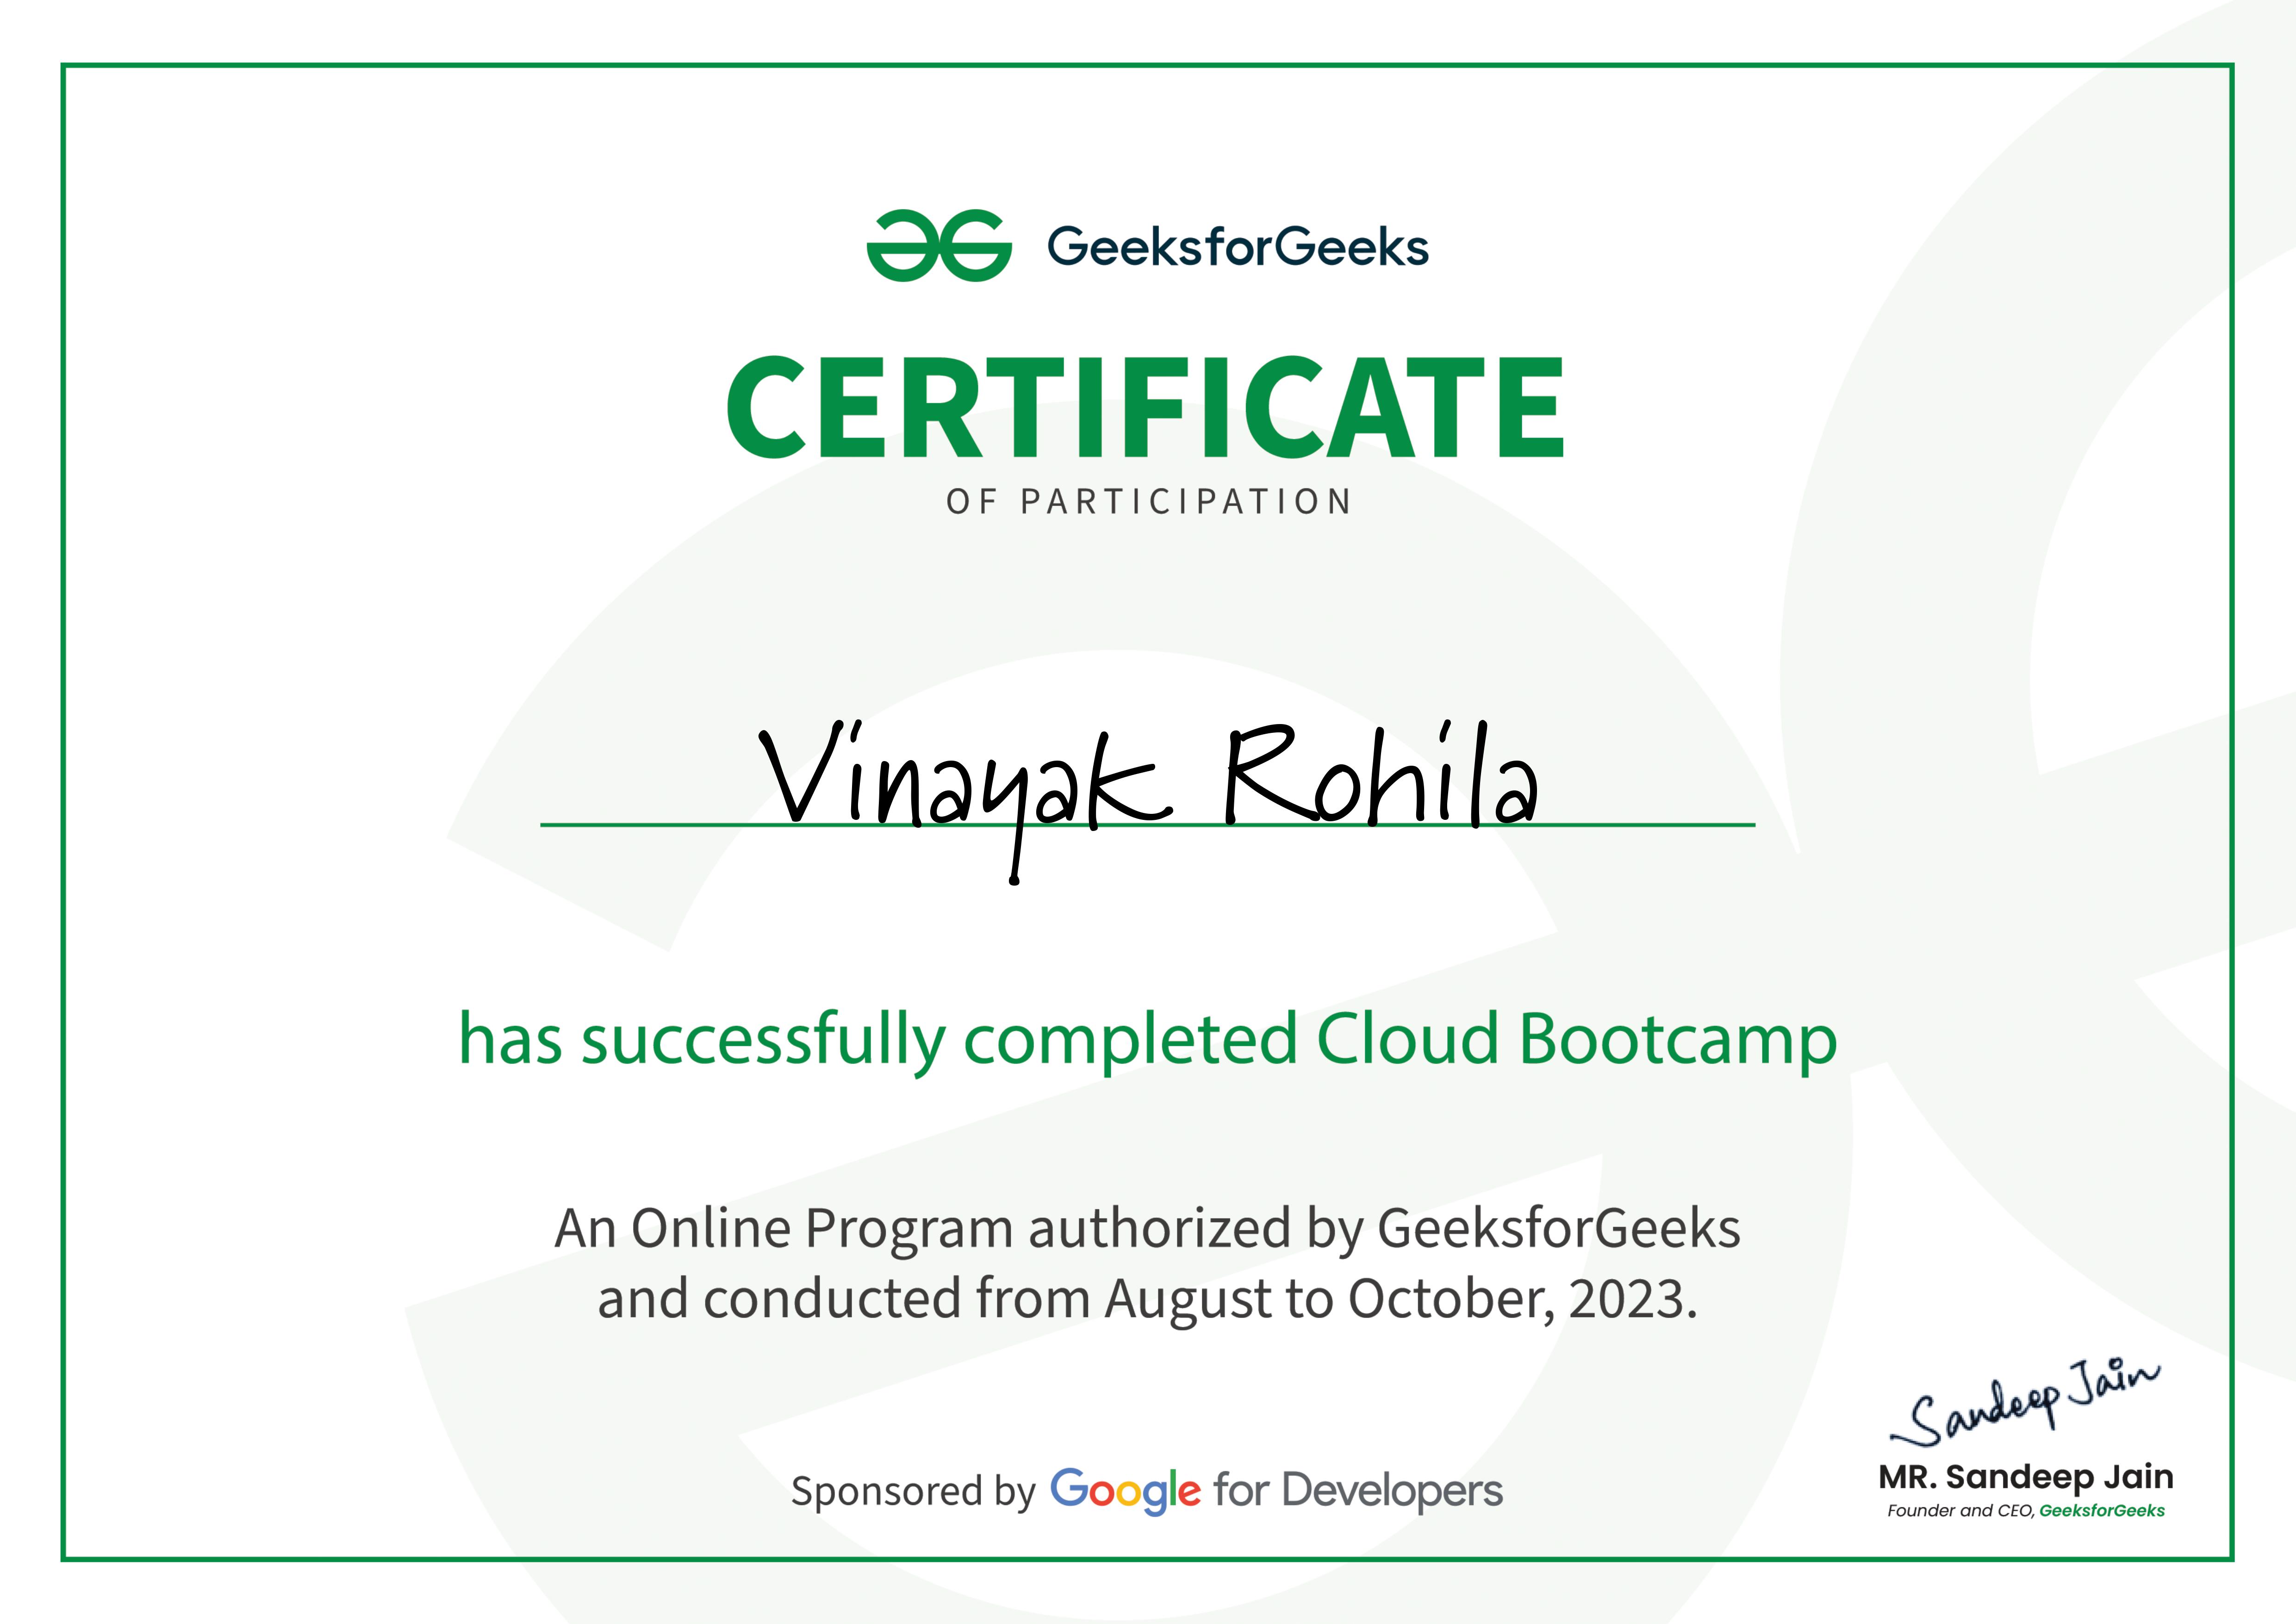 GeeksforGeeks
CERTIFICATE
OF PARTICIPATION
Vinayak Rohila
has successfully completed Cloud Bootcamp
An Online Program authorized by GeeksforGeeks
and conducted from August to October, 2023.
Sandeep Jain
Sponsored by Google for Developers
MR. Sandeep Jain
Founder and CEO, GeeksforGeeks